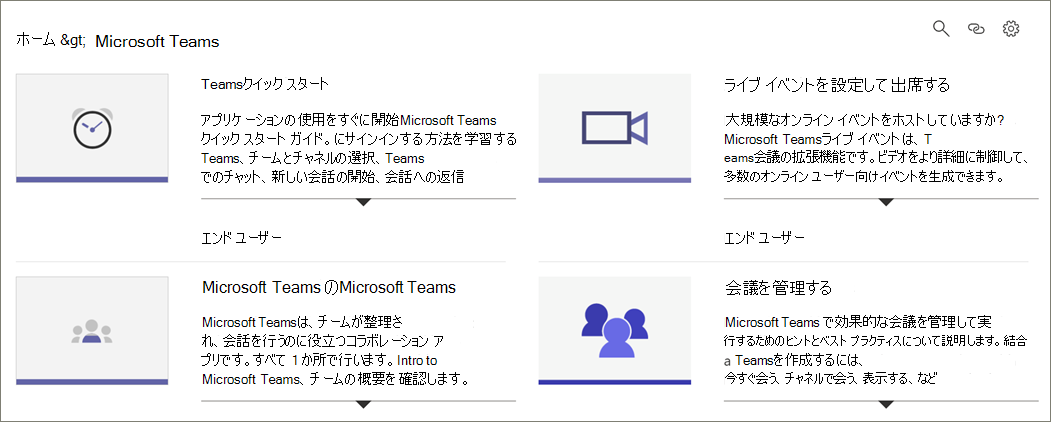 ホーム &gt; Microsoft Teams
Teamsクイック スタート
アプリケーションの使用をすぐに開始Microsoft Teams
クイック スタート ガイド。にサインインする方法を学習する
Teams、チームとチャネルの選択、Teams
でのチャット、新しい会話の開始、会話への返信
エンド ユーザー
ライブ イベントを設定して出席する
大規模なオンライン イベントをホストしていますか?
Microsoft Teamsライブ イベントは、T
eams会議の拡張機能です。ビデオをより詳細に制御して、
多数のオンライン ユーザー向けイベントを生成できます。
エンド ユーザー
Microsoft TeamsのMicrosoft Teams
Microsoft Teamsは、チームが整理さ
れ、会話を行うのに役立つコラボレーション ア
プリです。すべて 1 か所で行います。Intro to
Microsoft Teams、チームの概要を確認します。
会議を管理する
Microsoft Teams で効果的な会議を管理して実
行するためのヒントとベスト プラクティスについて説明します。結合
a Teamsを作成するには、
今すぐ会う チャネルで会う 表示する、など